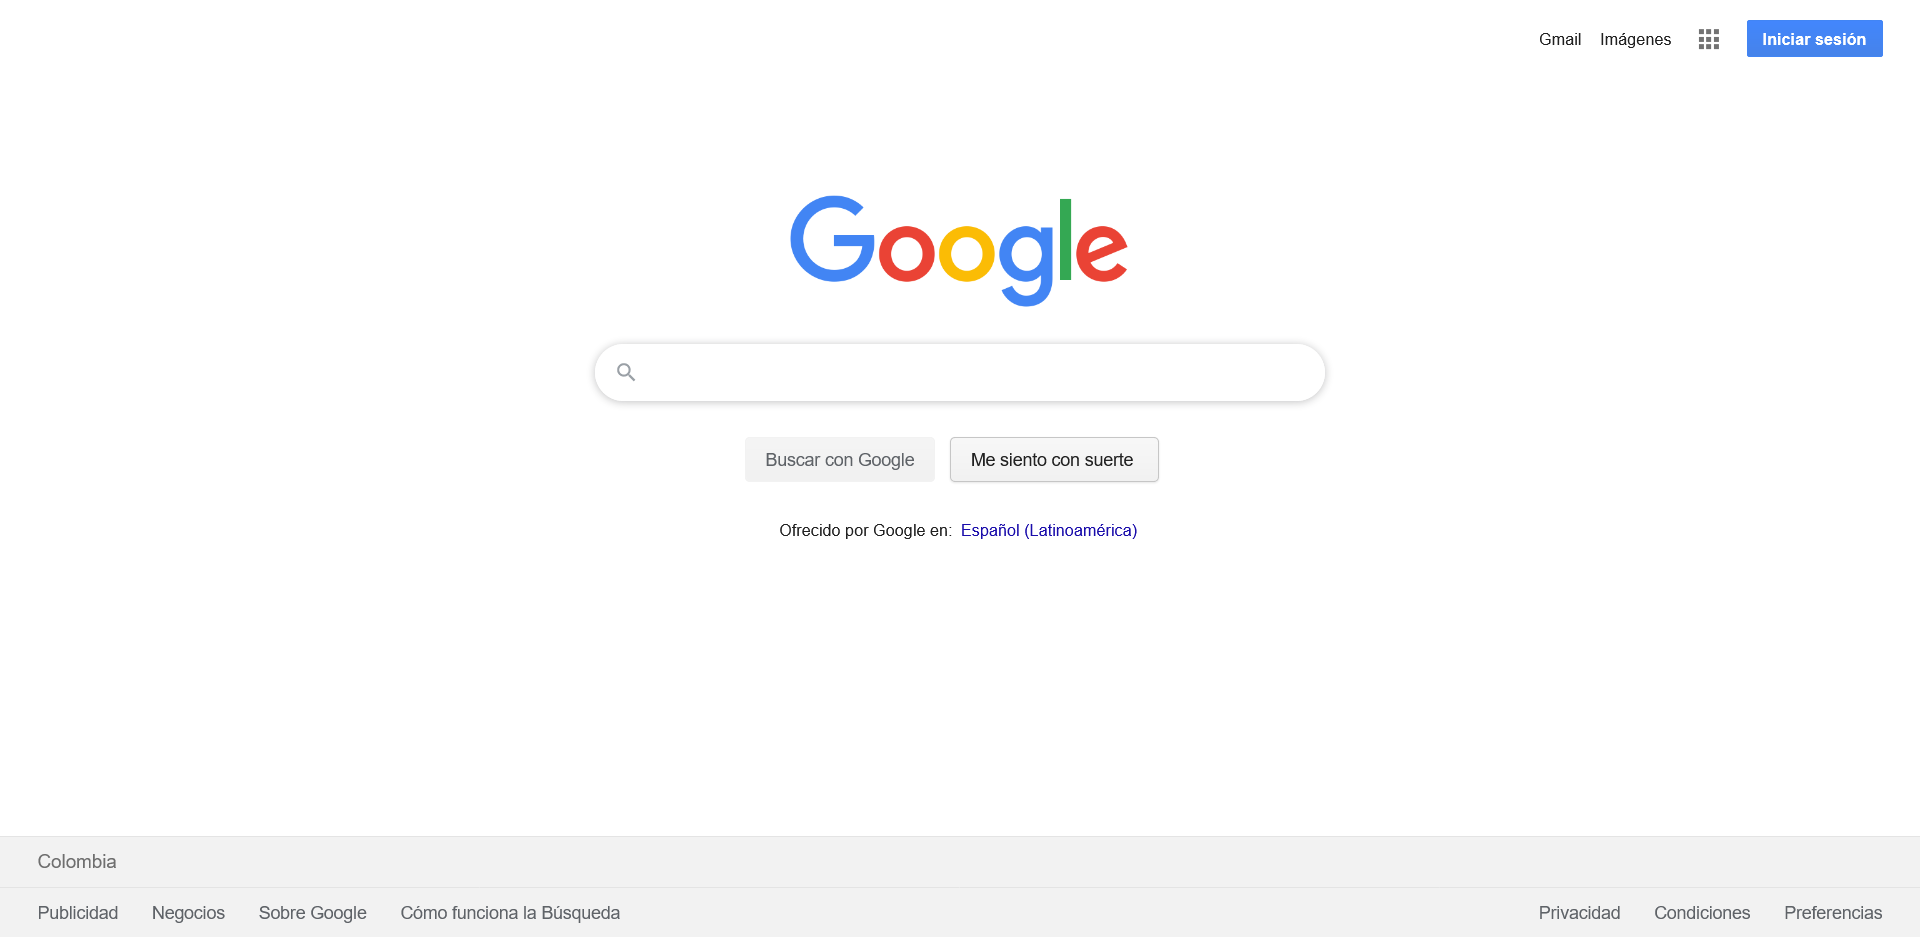 Gmail Imágenes Iniciar sesión
Google
Buscar con Google Me siento con suerte
Ofrecido por Google en: Español (Latinoamérica)
Colombia
Publicidad Negocios Sobre Google Cómo funciona la Búsqueda Privacidad Condiciones Preferencias